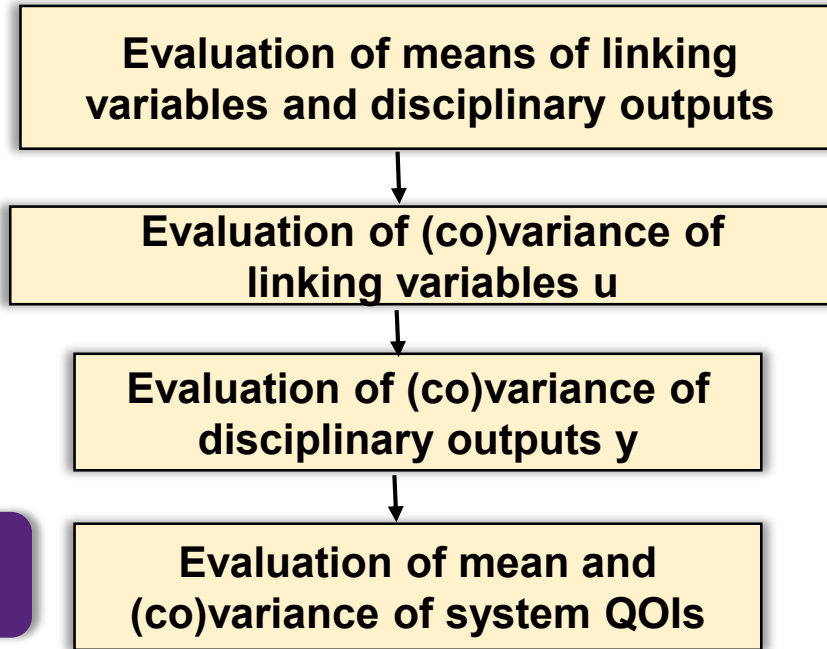 Evaluation of means of linking
variables and disciplinary outputs
Evaluation of (co)variance of
linking variables u
Evaluation of (co)variance of
disciplinary outputs y
Evaluation of mean and
(co)variance of system QOIs